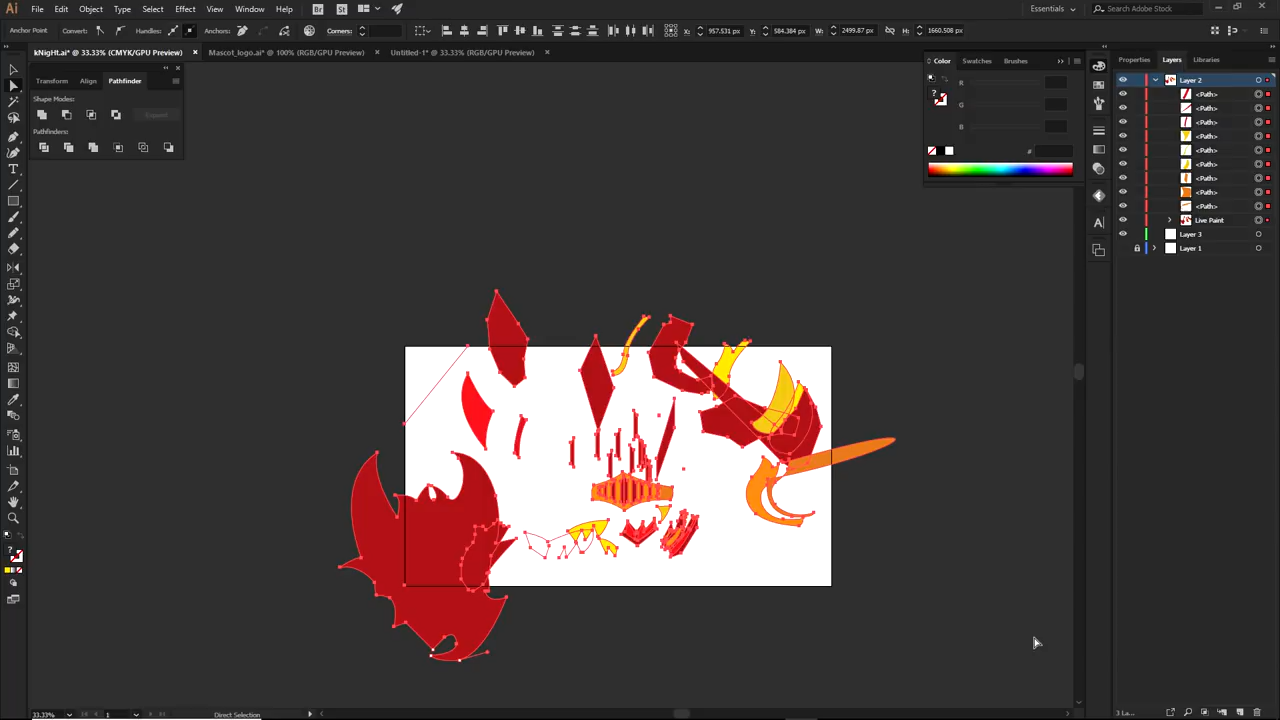 Ai File Edit Object Type Select Effect View Window Help Br Essentials Search Adobe Stock
Anchor Point Convert: Handles: Anchors: Corners: X: 957.531 px Y: 584.384 px W: 2499.87 px H: 1660.508 px
kNigHt.ai* @ 33.33% (CMYK/GPU Preview) × Mascot_logo.ai* @ 100% (RGB/GPU Preview) × Untitled-1* @ 33.33% (RGB/GPU Preview) ×
Transform Align Pathfinder
Shape Modes:
Expand
Pathfinders:
Color Swatches Brushes
R
G
B
#
Properties Layers Libraries
Layer 2
<Path>
<Path>
<Path>
<Path>
<Path>
<Path>
<Path>
<Path>
<Path>
Live Paint
Layer 3
Layer 1
33.33% 1 Direct Selection
3 La...